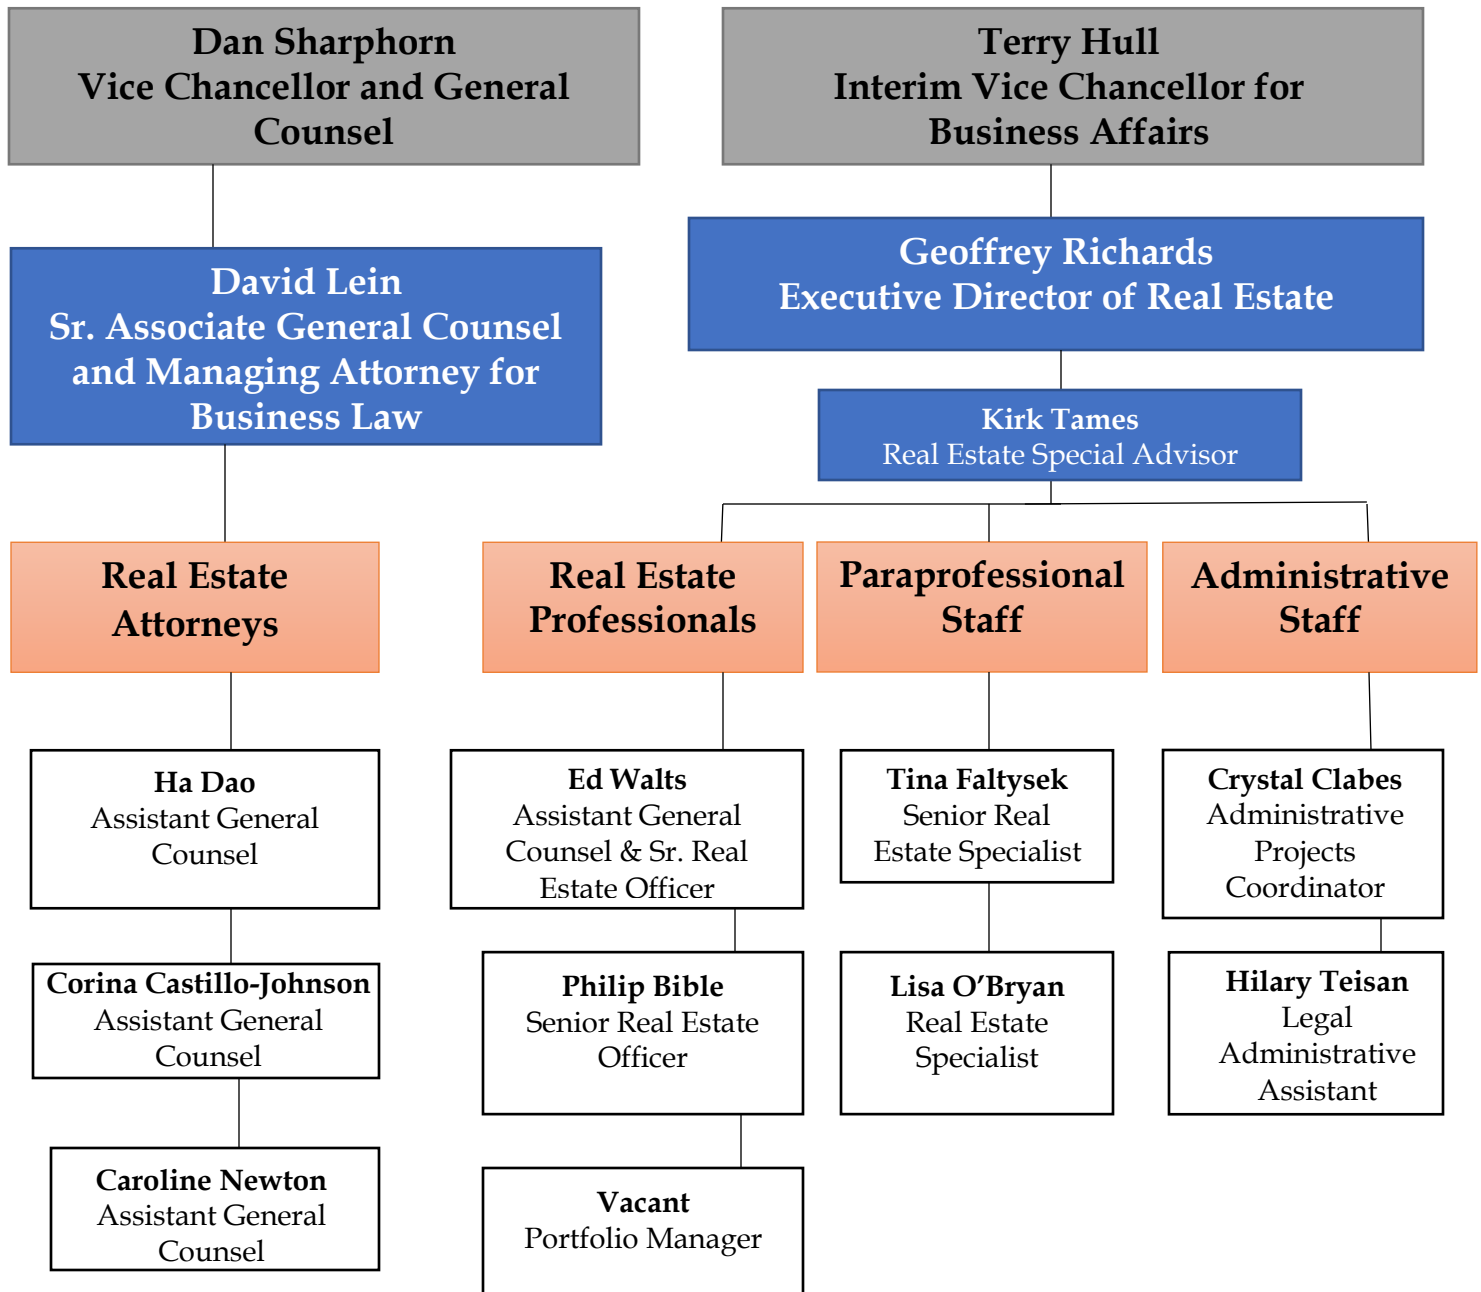 Dan Sharphorn
Vice Chancellor and General
Counsel
Terry Hull
Interim Vice Chancellor for
Business Affairs
David Lein
Sr. Associate General Counsel
and Managing Attorney for
Business Law
Geoffrey Richards
Executive Director of Real Estate
Kirk Tames
Real Estate Special Advisor
Real Estate
Attorneys
Real Estate
Professionals
Paraprofessional
Staff
Administrative
Staff
Ha Dao
Assistant General
Counsel
Corina Castillo-Johnson
Assistant General
Counsel
Caroline Newton
Assistant General
Counsel
Ed Walts
Assistant General
Counsel & Sr. Real
Estate Officer
Philip Bible
Senior Real Estate
Officer
Vacant
Portfolio Manager
Tina Faltysek
Senior Real
Estate Specialist
Lisa O’Bryan
Real Estate
Specialist
Crystal Clabes
Administrative
Projects
Coordinator
Hilary Teisan
Legal
Administrative
Assistant